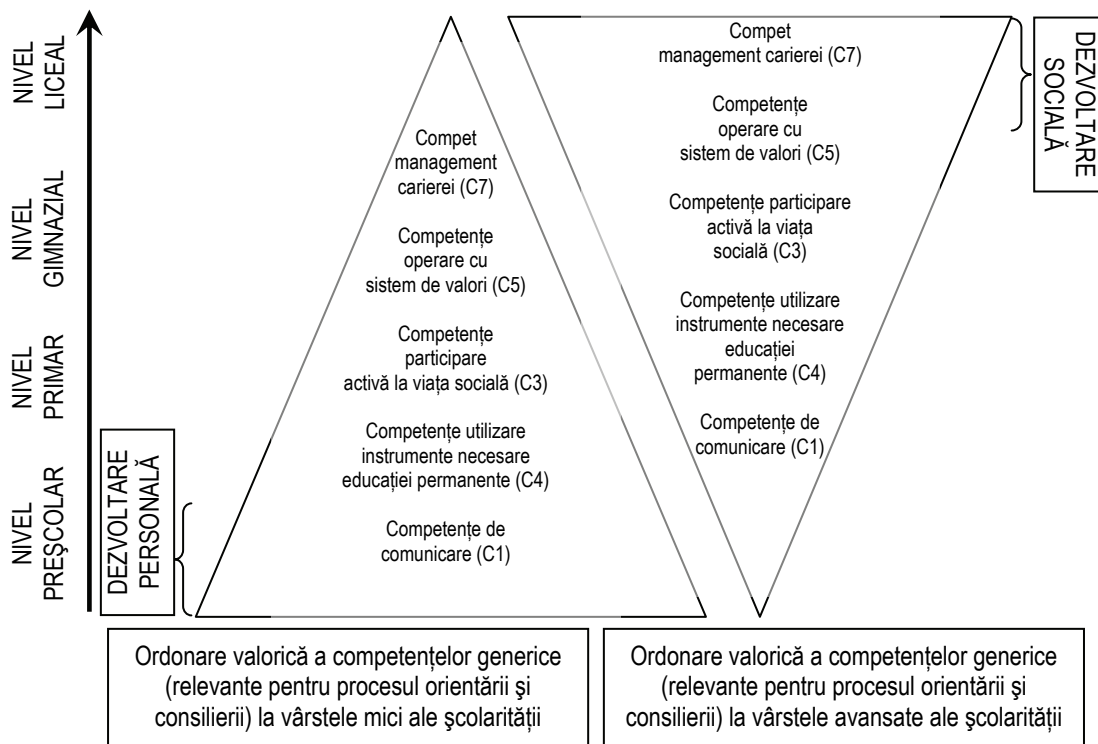 NIVEL
LICEAL
NIVEL
GIMNAZIAL
NIVEL
PRIMAR
NIVEL
PREŞCOLAR
DEZVOLTARE
PERSONALĂ
Compet
management
carierei (C7)
Competențe
operare cu
sistem de valori (C5)
Competențe
participare
activă la viața socială (C3)
Competențe utilizare
instrumente necesare
educației permanente (C4)
Competențe de
comunicare (C1)
Compet
management carierei (C7)
Competențe
operare cu
sistem de valori (C5)
Competențe participare
activă la viața
socială (C3)
Competențe utilizare
instrumente necesare
educației
permanente (C4)
Competențe de
comunicare (C1)
DEZVOLTARE
SOCIALĂ
Ordonare valorică a competențelor generice
(relevante pentru procesul orientării şi
consilierii) la vârstele mici ale şcolarității
Ordonare valorică a competențelor generice
(relevante pentru procesul orientării şi
consilierii) la vârstele avansate ale şcolarității